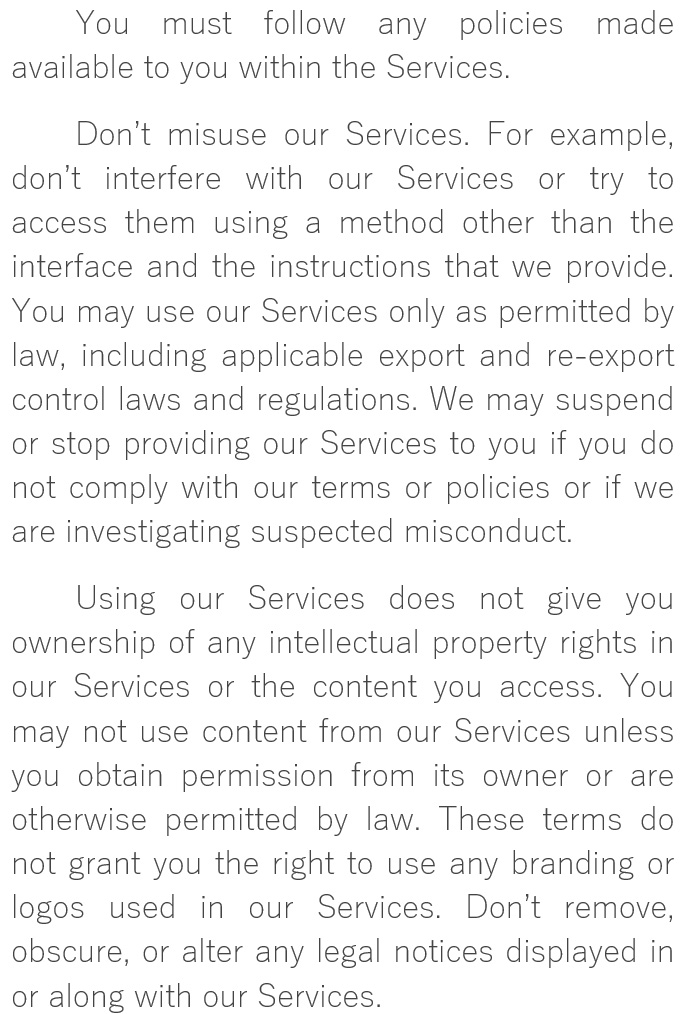 You must follow any policies made
available to you within the Services.
Don’t misuse our Services. For example,
don’t interfere with our Services or try to
access them using a method other than the
interface and the instructions that we provide.
You may use our Services only as permitted by
law, including applicable export and re-export
control laws and regulations. We may suspend
or stop providing our Services to you if you do
not comply with our terms or policies or if we
are investigating suspected misconduct.
Using our Services does not give you
ownership of any intellectual property rights in
our Services or the content you access. You
may not use content from our Services unless
you obtain permission from its owner or are
otherwise permitted by law. These terms do
not grant you the right to use any branding or
logos used in our Services. Don’t remove,
obscure, or alter any legal notices displayed in
or along with our Services.